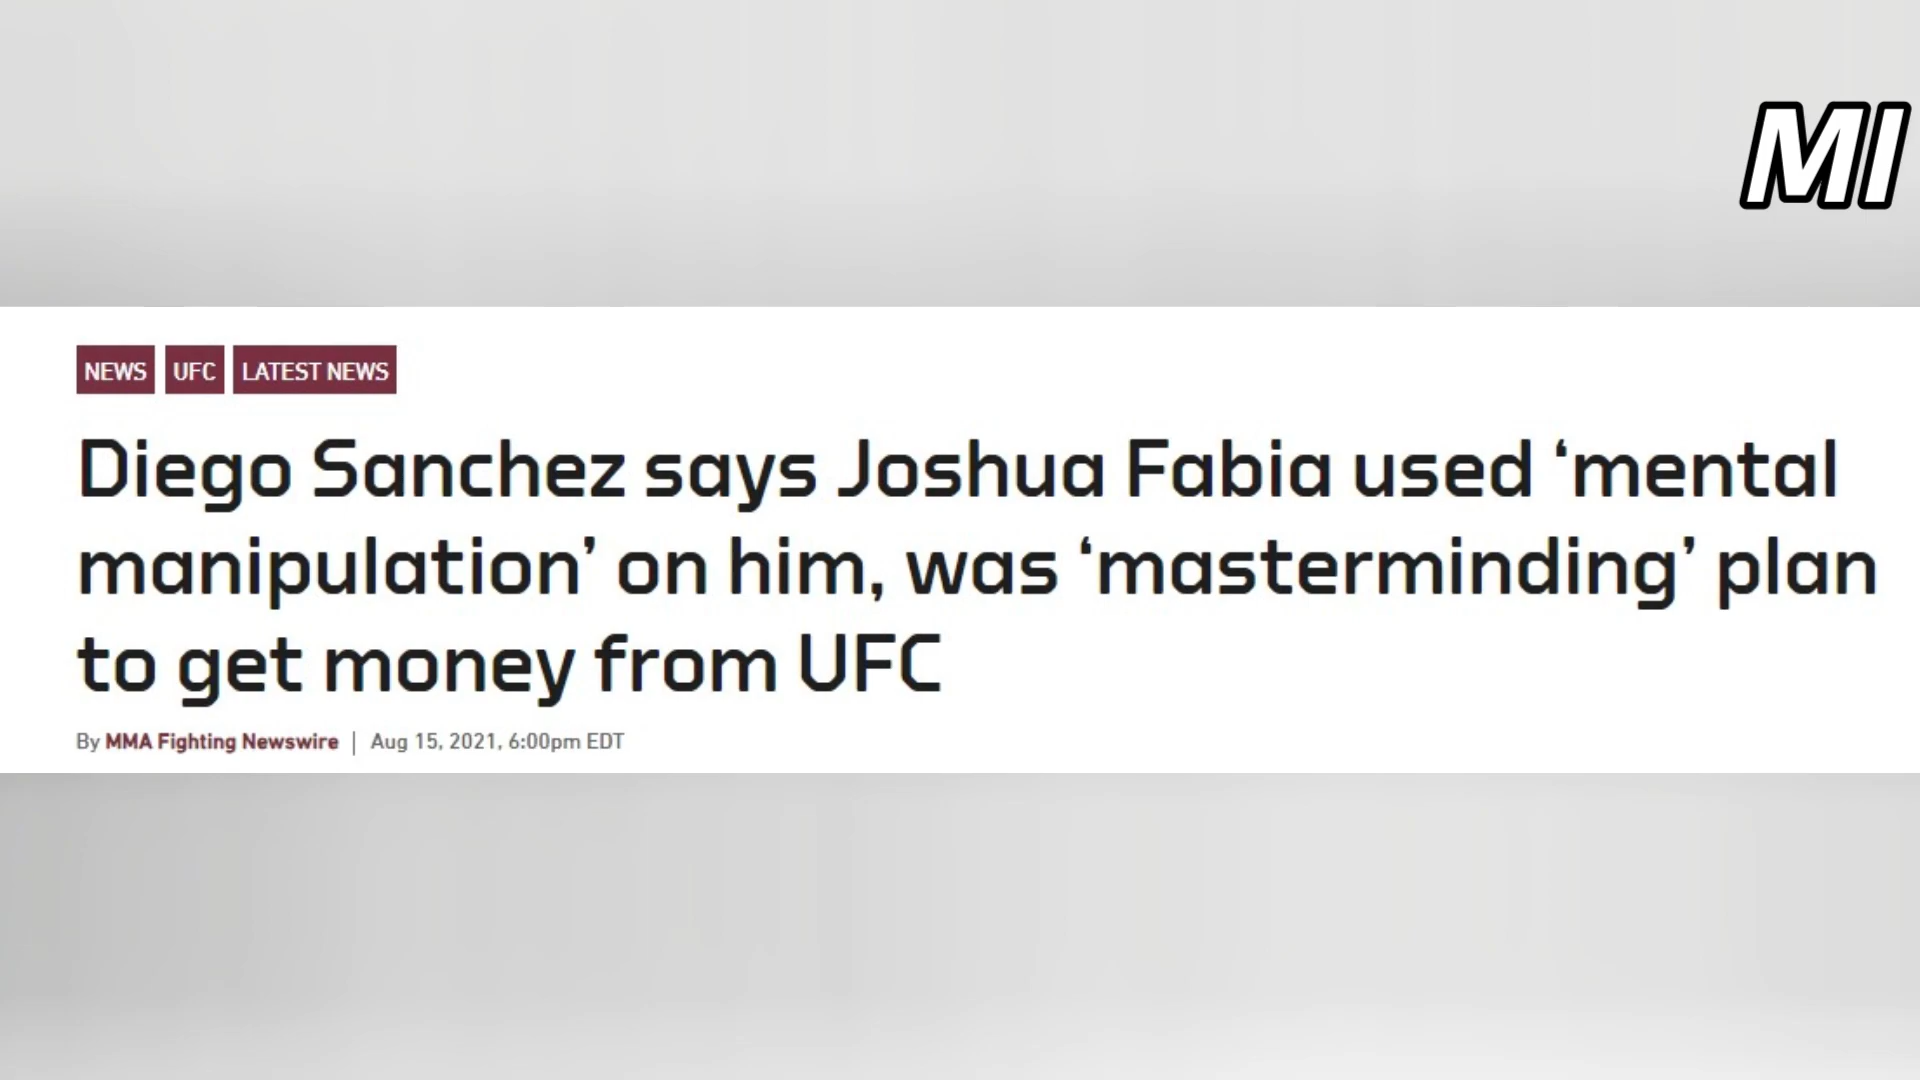 MI
NEWS UFC LATEST NEWS
Diego Sanchez says Joshua Fabia used ‘mental
manipulation’ on him, was ‘masterminding’ plan
to get money from UFC
By MMA Fighting Newswire | Aug 15, 2021, 6:00pm EDT